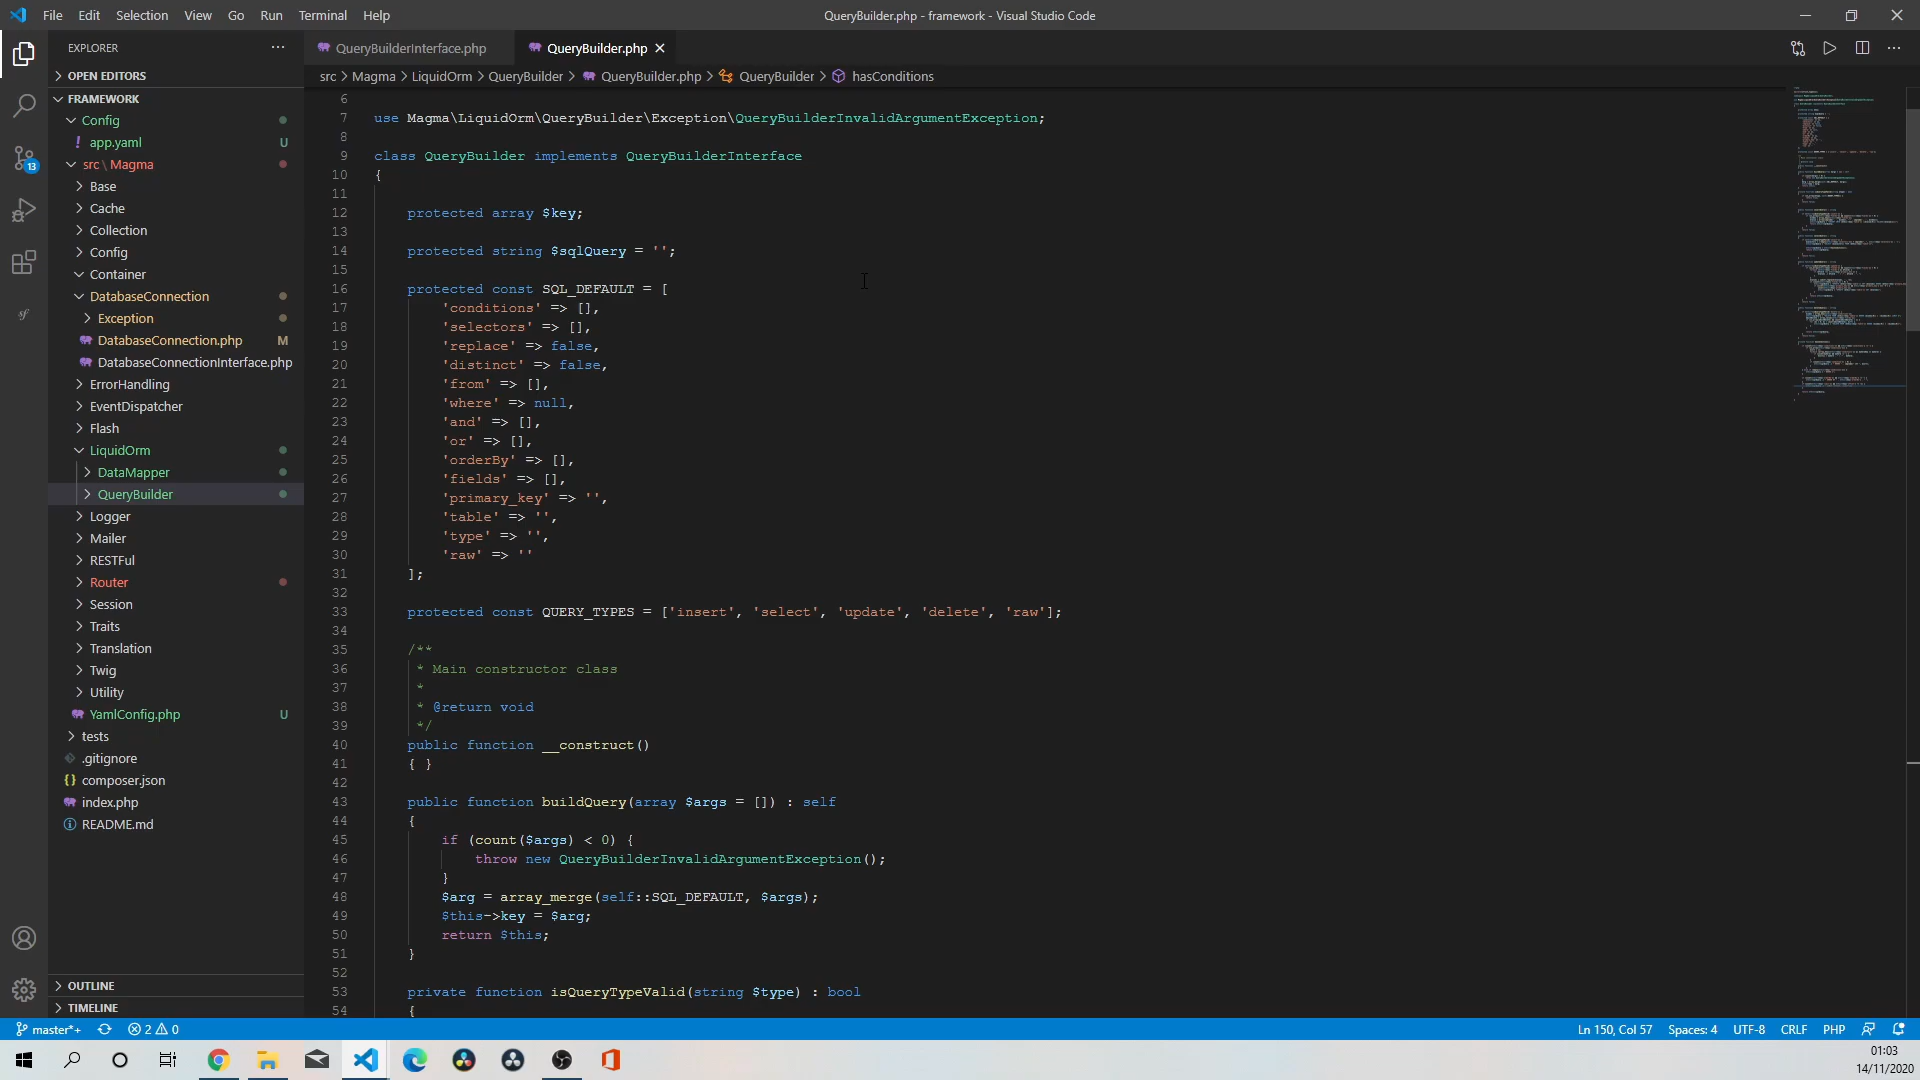 File Edit Selection View Go Run Terminal Help
QueryBuilder.php - framework - Visual Studio Code
EXPLORER
OPEN EDITORS
FRAMEWORK
Config
app.yaml U
src \ Magma
Base
Cache
Collection
Config
Container
DatabaseConnection
Exception
DatabaseConnection.php M
DatabaseConnectionInterface.php
ErrorHandling
EventDispatcher
Flash
LiquidOrm
DataMapper
QueryBuilder
Logger
Mailer
RESTFul
Router
Session
Traits
Translation
Twig
Utility
YamlConfig.php U
tests
.gitignore
composer.json
index.php
README.md
OUTLINE
TIMELINE
13
QueryBuilderInterface.php
QueryBuilder.php
src > Magma > LiquidOrm > QueryBuilder > QueryBuilder.php > QueryBuilder > hasConditions
6
7 use Magma\LiquidOrm\QueryBuilder\Exception\QueryBuilderInvalidArgumentException;
8
9 class QueryBuilder implements QueryBuilderInterface
10 {
11
12 protected array $key;
13
14 protected string $sqlQuery = '';
15
16 protected const SQL_DEFAULT = [
17 'conditions' => [],
18 'selectors' => [],
19 'replace' => false,
20 'distinct' => false,
21 'from' => [],
22 'where' => null,
23 'and' => [],
24 'or' => [],
25 'orderBy' => [],
26 'fields' => [],
27 'primary_key' => '',
28 'table' => '',
29 'type' => '',
30 'raw' => ''
31 ];
32
33 protected const QUERY_TYPES = ['insert', 'select', 'update', 'delete', 'raw'];
34
35 /**
36 * Main constructor class
37 *
38 * @return void
39 */
40 public function __construct()
41 { }
42
43 public function buildQuery(array $args = []) : self
44 {
45 if (count($args) < 0) {
46 throw new QueryBuilderInvalidArgumentException();
47 }
48 $arg = array_merge(self::SQL_DEFAULT, $args);
49 $this->key = $arg;
50 return $this;
51 }
52
53 private function isQueryTypeValid(string $type) : bool
54 {
master*+ 2 0
Ln 150, Col 57 Spaces: 4 UTF-8 CRLF PHP
01:03
14/11/2020